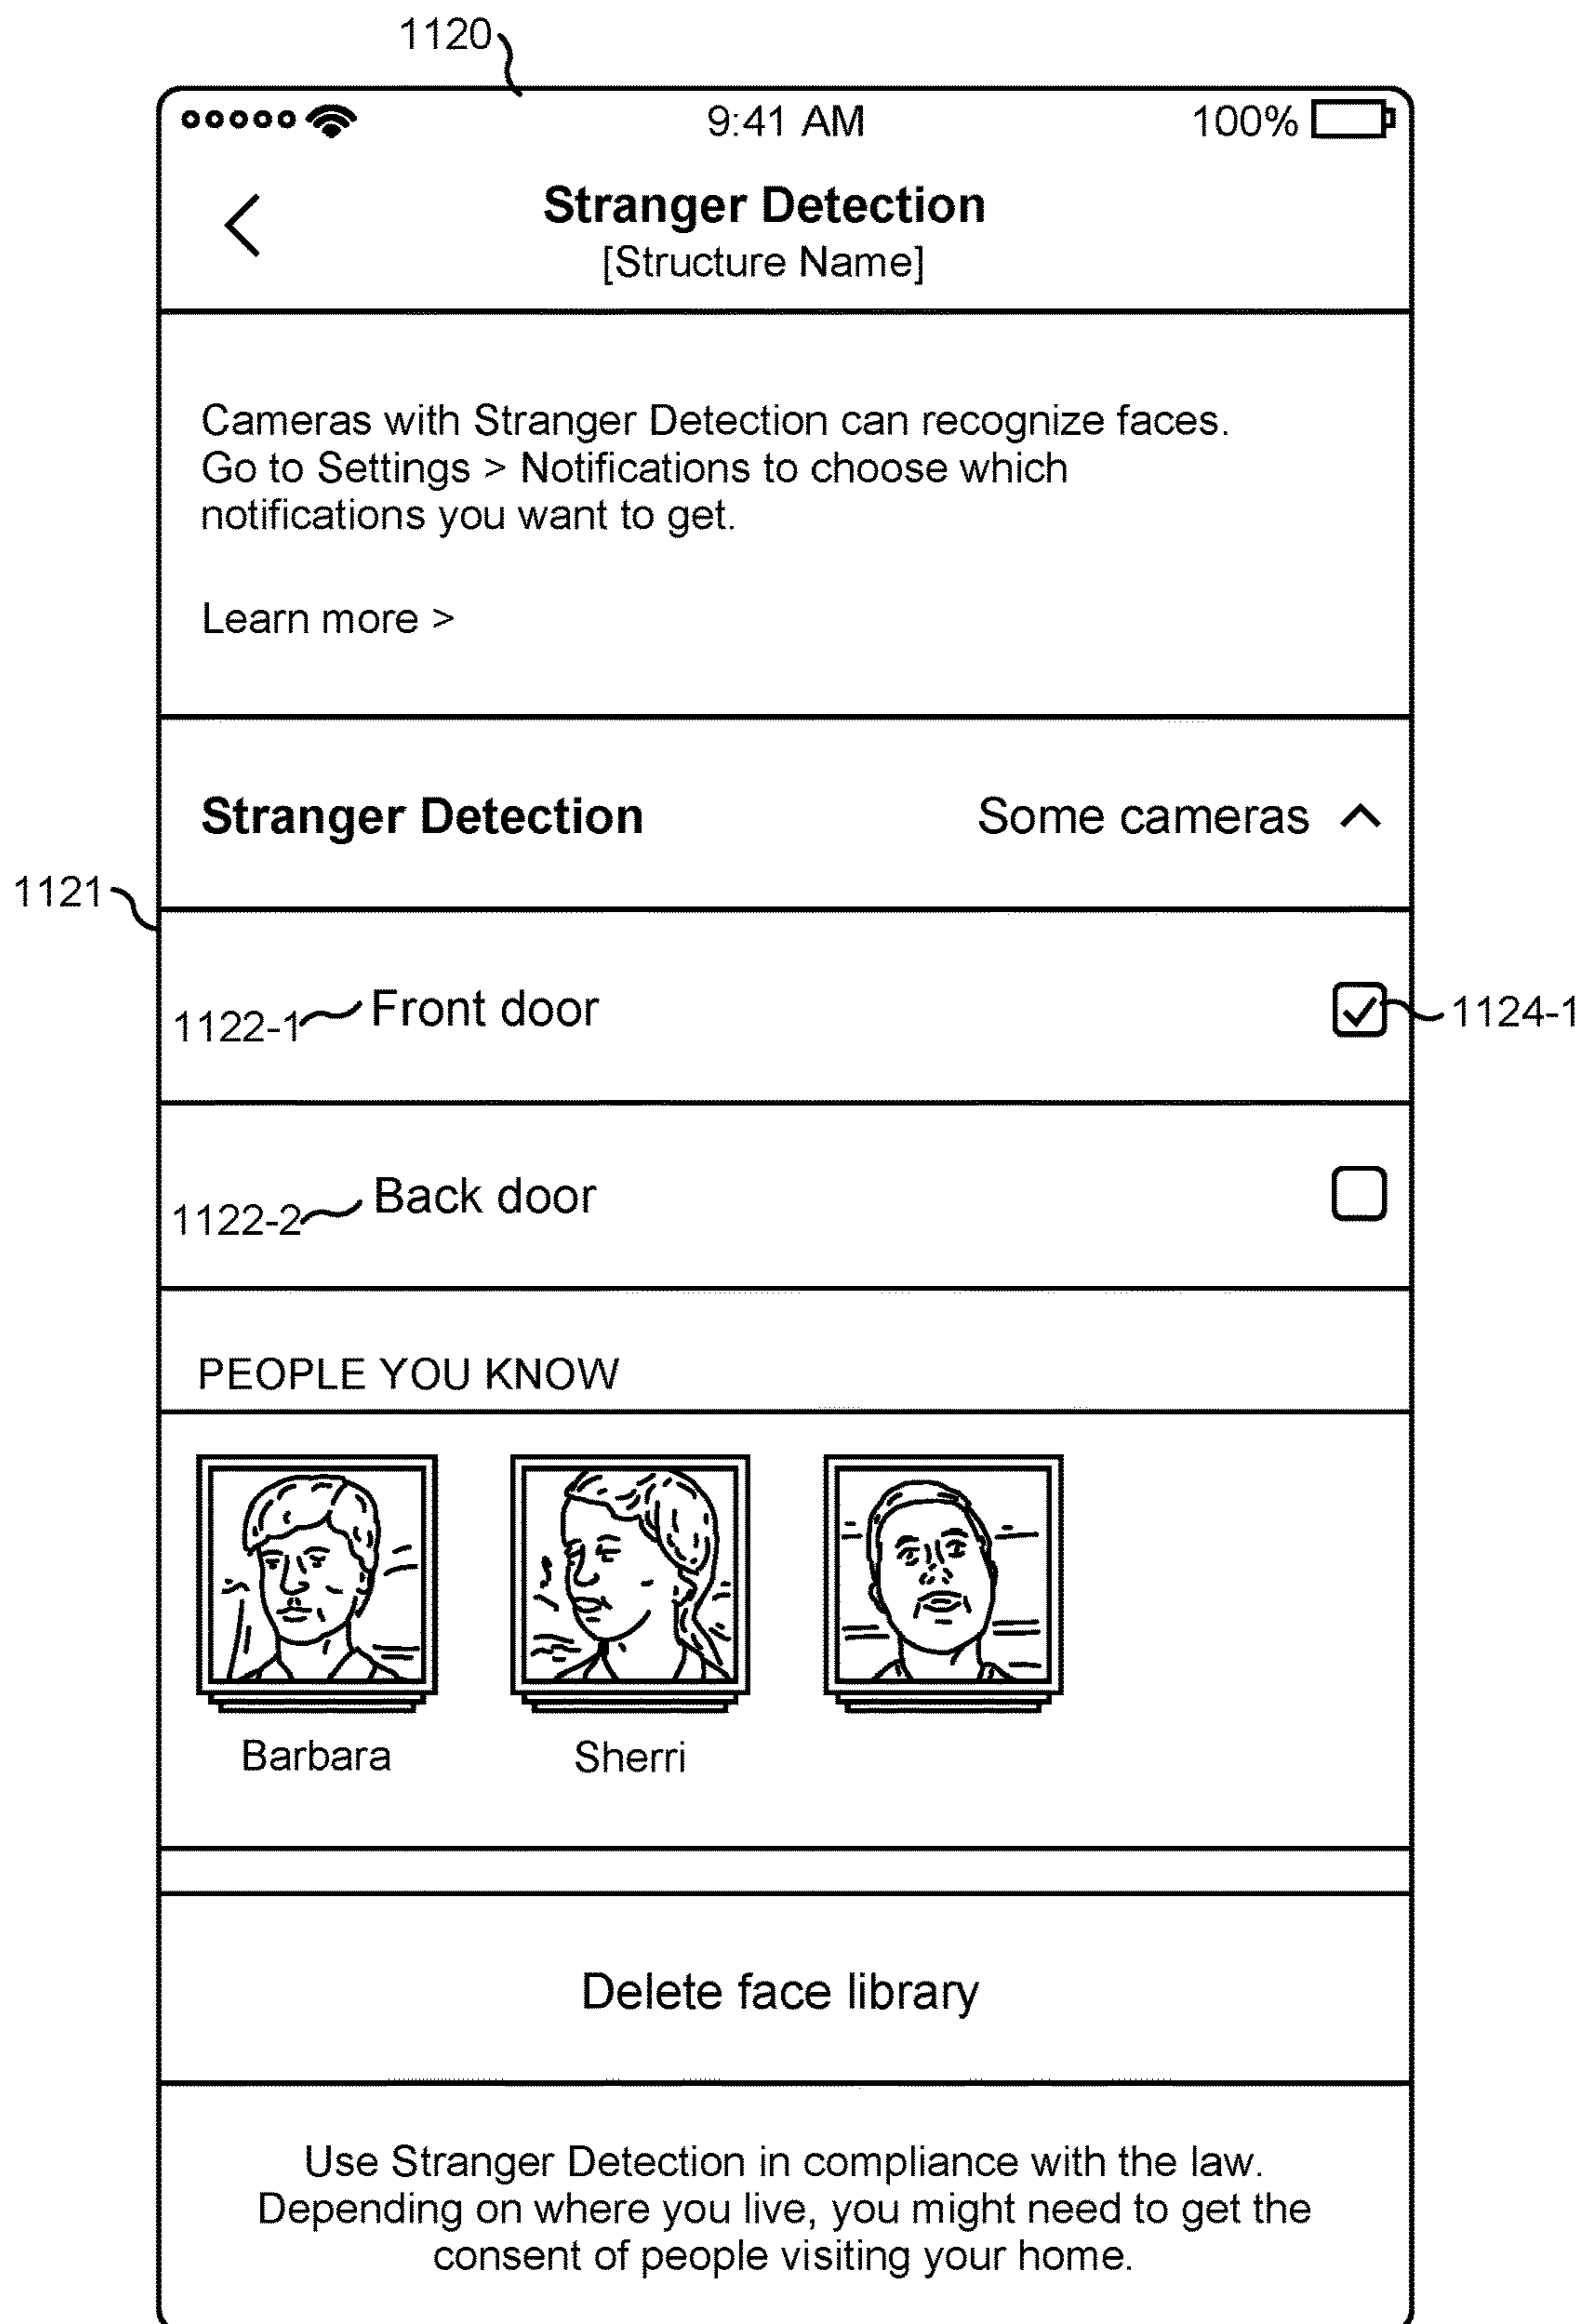 1120
9:41 AM
100%
Stranger Detection
[Structure Name]
Cameras with Stranger Detection can recognize faces.
Go to Settings > Notifications to choose which
notifications you want to get.
Learn more >
Stranger Detection
Some cameras
1121
1122-1
Front door
1124-1
1122-2
Back door
PEOPLE YOU KNOW
Barbara
Sherri
Delete face library
Use Stranger Detection in compliance with the law.
Depending on where you live, you might need to get the
consent of people visiting your home.